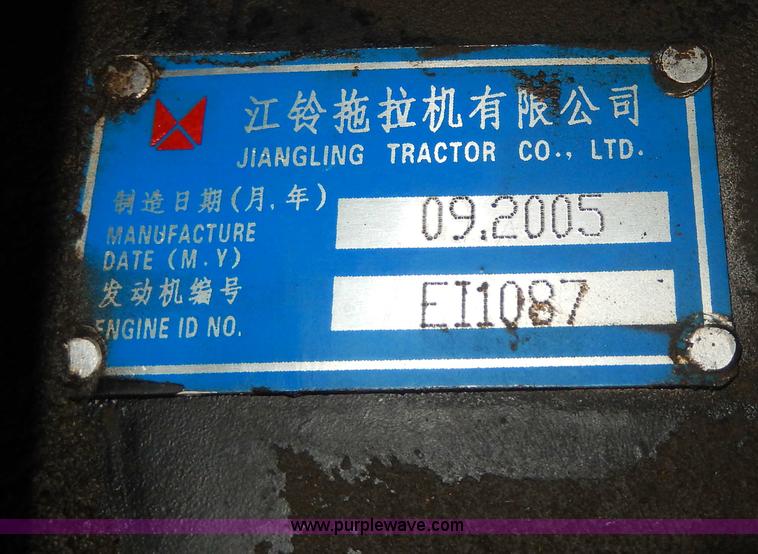 江铃拖拉机有限公司
JIANGLING TRACTOR CO., LTD.
制造日期(月,年)
MANUFACTURE
DATE (M.Y)
09.2005
发动机编号
ENGINE ID NO.
EI1087
www.purplewave.com